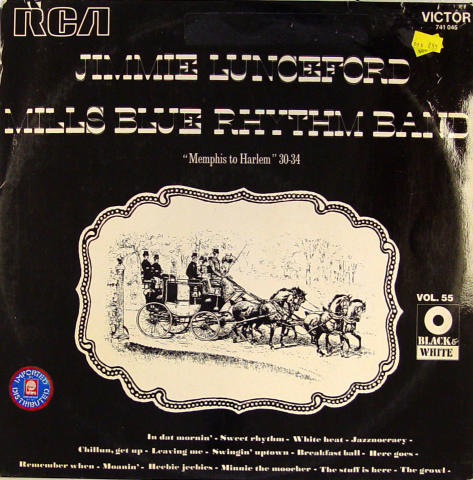 RCA
VICTOR
741 045
JIMMIE LUNCEFORD
MILLS BLUE RHYTHM BAND
"Memphis to Harlem" 30-34
VOL. 55
BLACK &
WHITE
IMPORTED
DISTRIBUTED
In dat mornin' - Sweet rhythm - White heat - Jazznocracy -
Chillun, get up - Leaving me - Swingin' uptown - Breakfast ball - Here goes -
Remember when - Moanin' - Heebie jeebies - Minnie the moocher - The stuff is here - The growl -